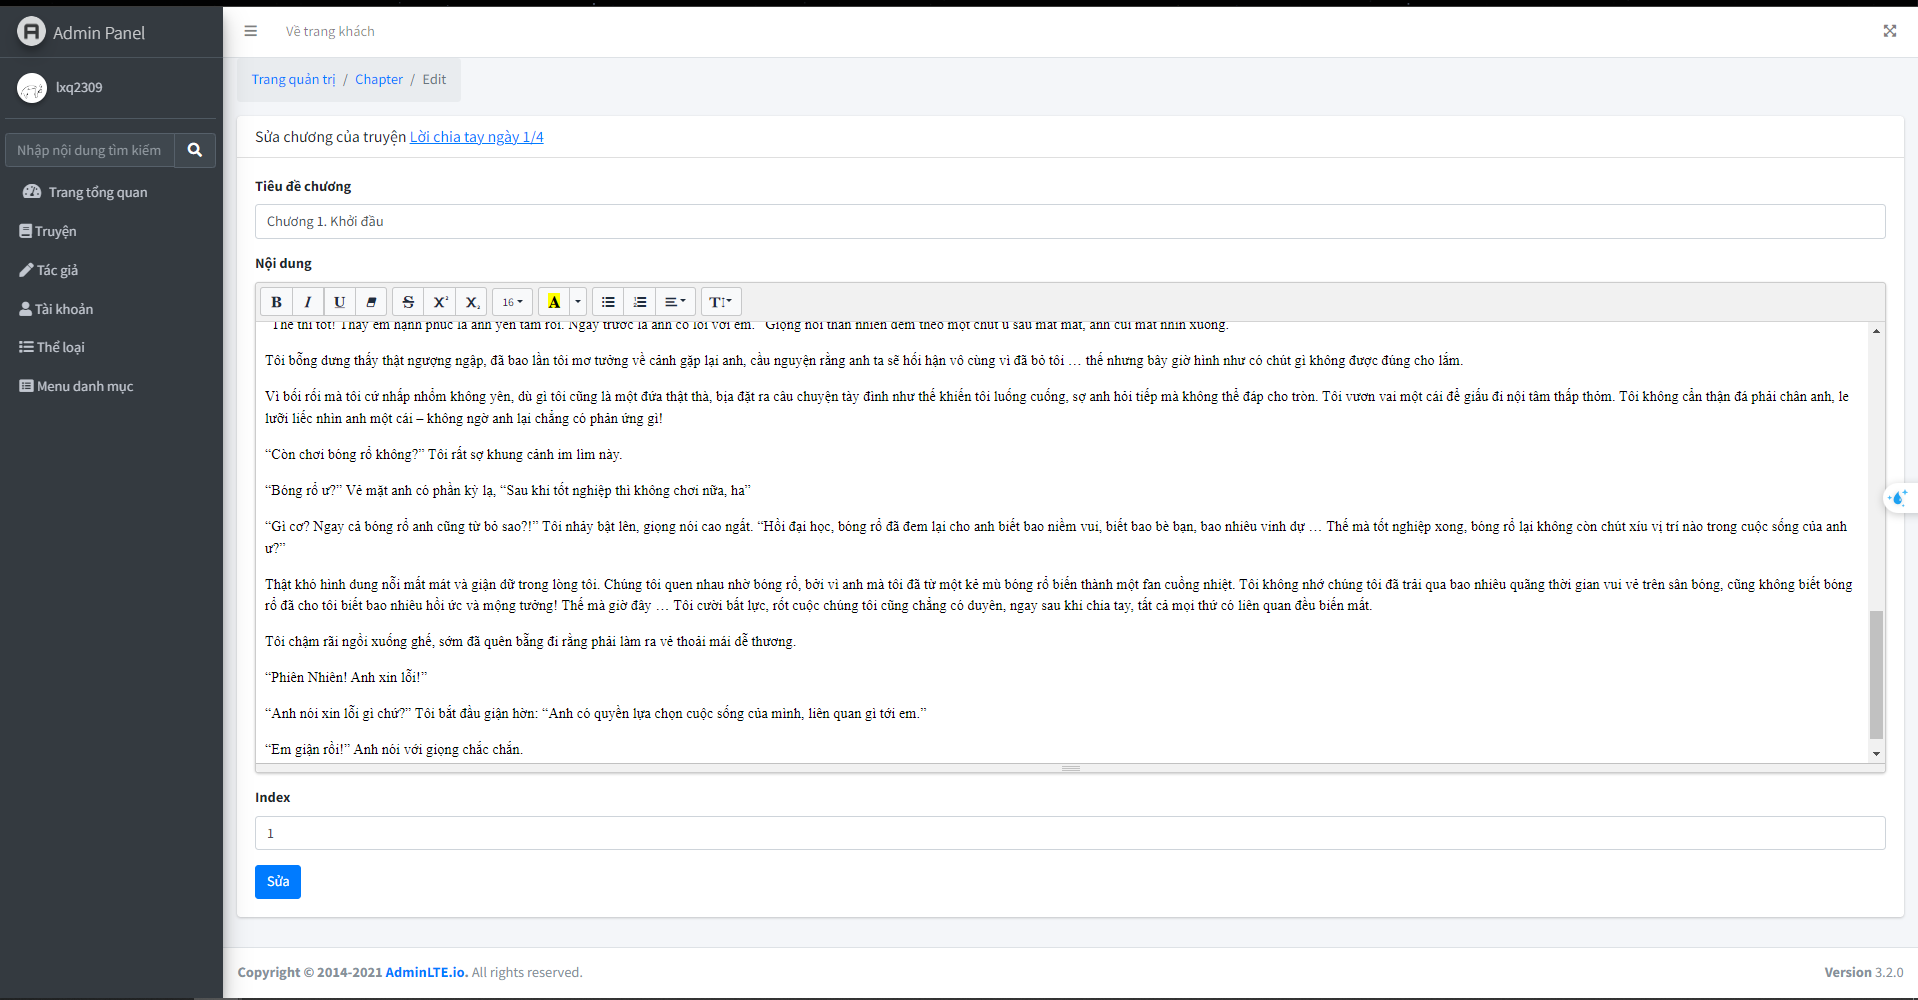 Admin Panel
Về trang khách
lxq2309
Nhập nội dung tìm kiếm
Trang tổng quan
Truyện
Tác giả
Tài khoản
Thể loại
Menu danh mục
Trang quản trị / Chapter / Edit
Sửa chương của truyện Lời chia tay ngày 1/4
Tiêu đề chương
Chương 1. Khởi đầu
Nội dung
B I U S X² X₂ 16 A T
“Thế thì tốt! Thấy em hạnh phúc là anh yên tâm rồi. Ngày trước là anh có lỗi với em.” Giọng nói thản nhiên đem theo một chút u sầu mất mát, anh cúi mặt nhìn xuống.
Tôi bỗng dưng thấy thật ngượng ngập, đã bao lần tôi mơ tưởng về cảnh gặp lại anh, cầu nguyện rằng anh ta sẽ hối hận vô cùng vì đã bỏ tôi … thế nhưng bây giờ hình như có chút gì không được đúng cho lắm.
Vì bối rối mà tôi cứ nhấp nhổm không yên, dù gì tôi cũng là một đứa thật thà, bịa đặt ra câu chuyện tày đình như thế khiến tôi luống cuống, sợ anh hỏi tiếp mà không thể đáp cho tròn. Tôi vươn vai một cái để giấu đi nội tâm thấp thỏm. Tôi không cẩn thận đá phải chân anh, le
lưỡi liếc nhìn anh một cái – không ngờ anh lại chẳng có phản ứng gì!
“Còn chơi bóng rổ không?” Tôi rất sợ khung cảnh im lìm này.
“Bóng rổ ư?” Vẻ mặt anh có phần kỳ lạ, “Sau khi tốt nghiệp thì không chơi nữa, ha”
“Gì cơ? Ngay cả bóng rổ anh cũng từ bỏ sao?!” Tôi nhảy bật lên, giọng nói cao ngất. “Hồi đại học, bóng rổ đã đem lại cho anh biết bao niềm vui, biết bao bè bạn, bao nhiêu vinh dự … Thế mà tốt nghiệp xong, bóng rổ lại không còn chút xíu vị trí nào trong cuộc sống của anh
ư?”
Thật khó hình dung nỗi mất mát và giận dữ trong lòng tôi. Chúng tôi quen nhau nhờ bóng rổ, bởi vì anh mà tôi đã từ một kẻ mù bóng rổ biến thành một fan cuồng nhiệt. Tôi không nhớ chúng tôi đã trải qua bao nhiêu quãng thời gian vui vẻ trên sân bóng, cũng không biết bóng
rổ đã cho tôi biết bao nhiêu hồi ức và mộng tưởng! Thế mà giờ đây … Tôi cười bất lực, rốt cuộc chúng tôi cũng chẳng có duyên, ngay sau khi chia tay, tất cả mọi thứ có liên quan đều biến mất.
Tôi chậm rãi ngồi xuống ghế, sớm đã quên bẵng đi rằng phải làm ra vẻ thoải mái dễ thương.
“Phiên Nhiên! Anh xin lỗi!”
“Anh nói xin lỗi gì chứ?” Tôi bắt đầu giận hờn: “Anh có quyền lựa chọn cuộc sống của mình, liên quan gì tới em.”
“Em giận rồi!” Anh nói với giọng chắc chắn.
Index
1
Sửa
Copyright © 2014-2021 AdminLTE.io. All rights reserved.
Version 3.2.0